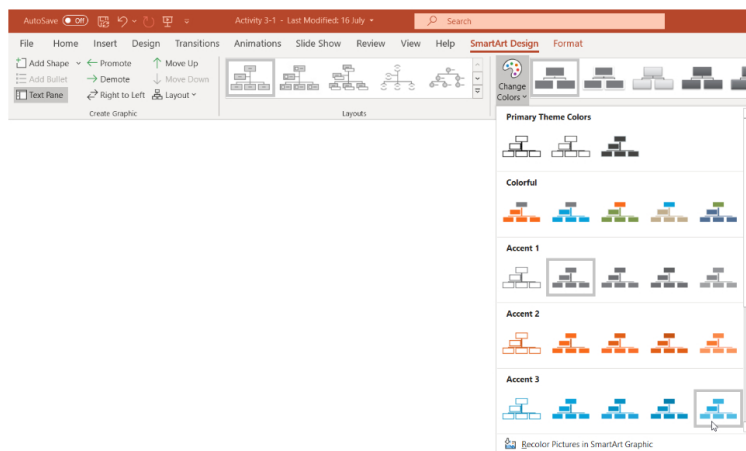 AutoSave Off Activity 3-1 - Last Modified: 16 July Search
File Home Insert Design Transitions Animations Slide Show Review View Help SmartArt Design Format
Add Shape Promote Move Up
Add Bullet Demote Move Down
Text Pane Right to Left Layout
Create Graphic
Layouts
Change
Colors
Primary Theme Colors
Colorful
Accent 1
Accent 2
Accent 3
Recolor Pictures in SmartArt Graphic